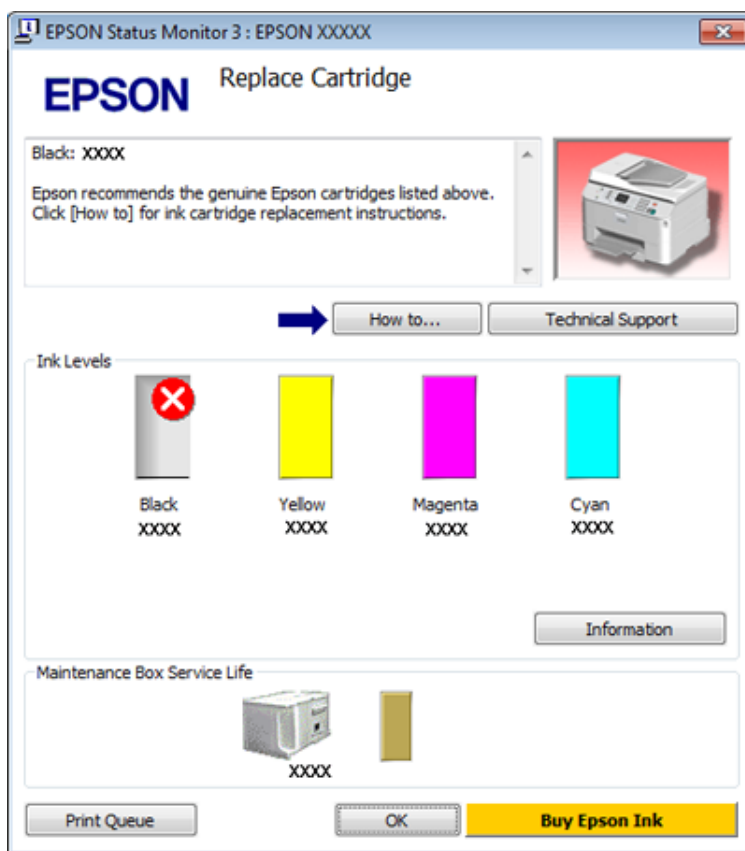 EPSON Status Monitor 3 : EPSON XXXXX
EPSON
Replace Cartridge
Black: XXXX
Epson recommends the genuine Epson cartridges listed above.
Click [How to] for ink cartridge replacement instructions.
How to...
Technical Support
Ink Levels
Black
Yellow
Magenta
Cyan
XXXX
XXXX
XXXX
XXXX
Information
Maintenance Box Service Life
XXXX
Print Queue
OK
Buy Epson Ink